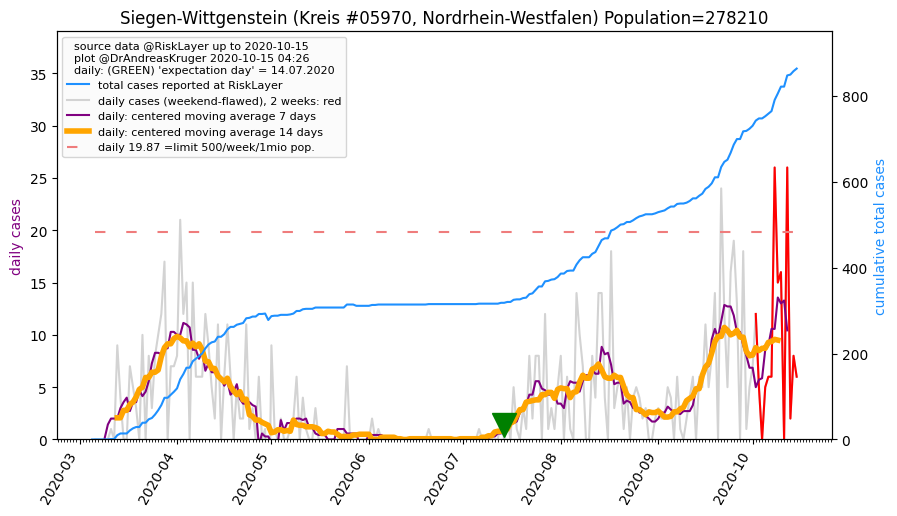 Siegen-Wittgenstein (Kreis #05970, Nordrhein-Westfalen) Population=278210
source data @RiskLayer up to 2020-10-15
plot @DrAndreasKruger 2020-10-15 04:26
daily: (GREEN) 'expectation day' = 14.07.2020
total cases reported at RiskLayer
daily cases (weekend-flawed), 2 weeks: red
daily: centered moving average 7 days
daily: centered moving average 14 days
daily 19.87 =limit 500/week/1mio pop.
daily cases
35
30
25
20
15
10
5
0
cumulative total cases
800
600
400
200
0
2020-03
2020-04
2020-05
2020-06
2020-07
2020-08
2020-09
2020-10